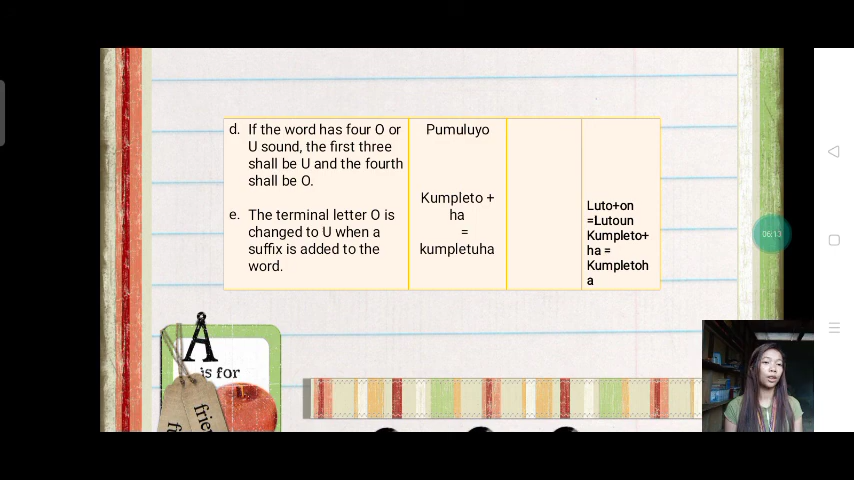 d. If the word has four O or
U sound, the first three
shall be U and the fourth
shall be O.
e. The terminal letter O is
changed to U when a
suffix is added to the
word.
Pumuluyo
Kumpleto +
ha
=
kumpletuha
Luto+on
=Lutoun
Kumpleto+
ha =
Kumpletoh
a
06:13
A
is for
frien